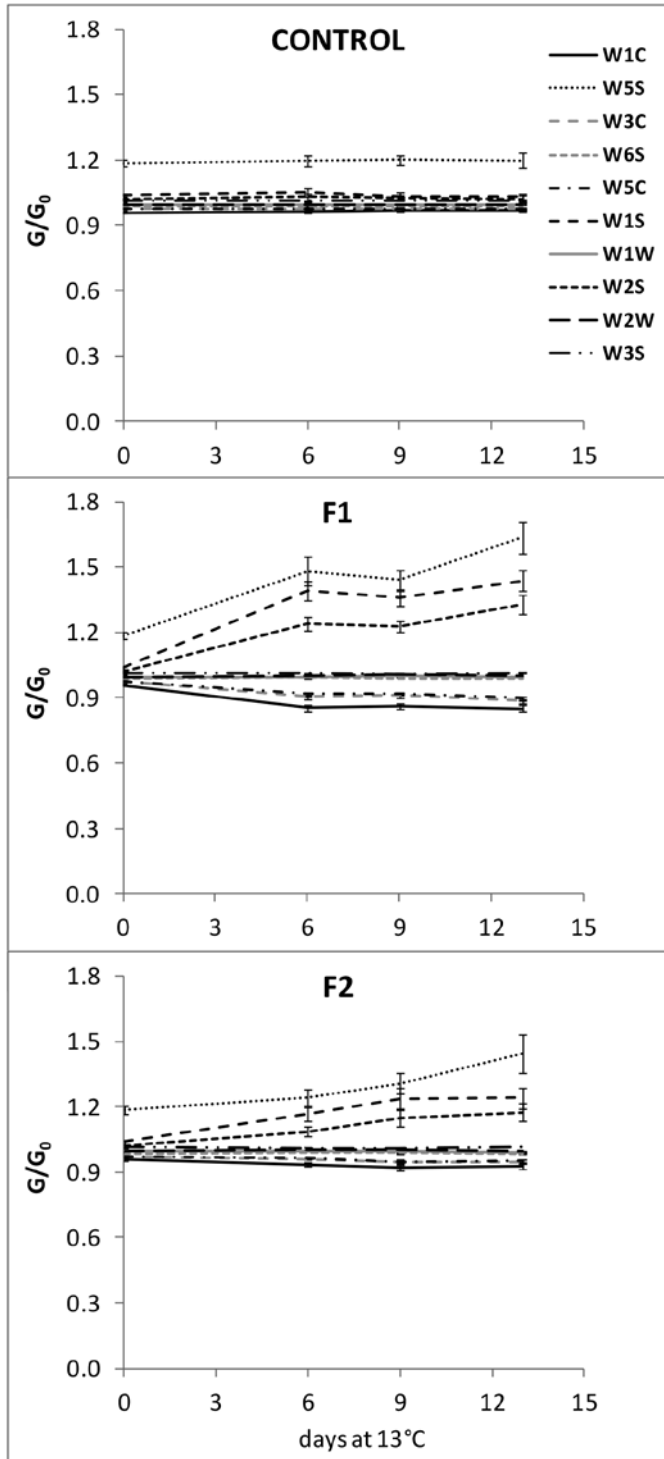 CONTROL
G/G₀
1.8
1.5
1.2
0.9
0.6
0.3
0.0
0 3 6 9 12 15
W1C
W5S
W3C
W6S
W5C
W1S
W1W
W2S
W2W
W3S
F1
G/G₀
1.8
1.5
1.2
0.9
0.6
0.3
0.0
0 3 6 9 12 15
F2
G/G₀
1.8
1.5
1.2
0.9
0.6
0.3
0.0
0 3 6 9 12 15
days at 13°C